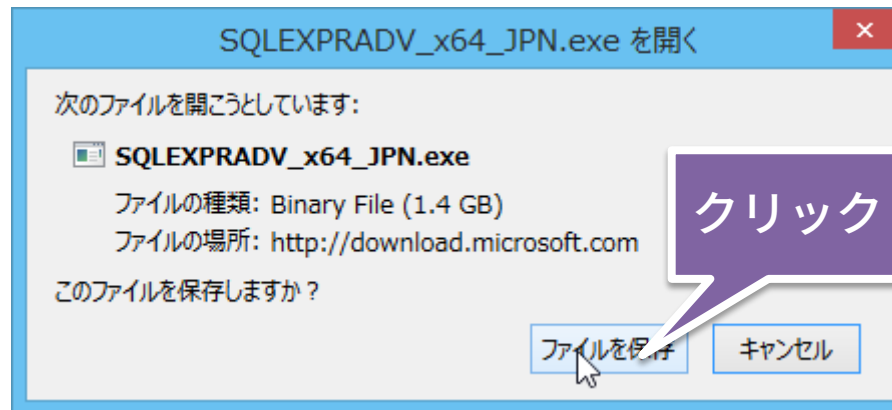 SQLEXPRADV_x64_JPN.exe を開く
次のファイルを開こうとしています:
SQLEXPRADV_x64_JPN.exe
ファイルの種類: Binary File (1.4 GB)
ファイルの場所: http://download.microsoft.com
クリック
このファイルを保存しますか？
ファイルを保存 キャンセル